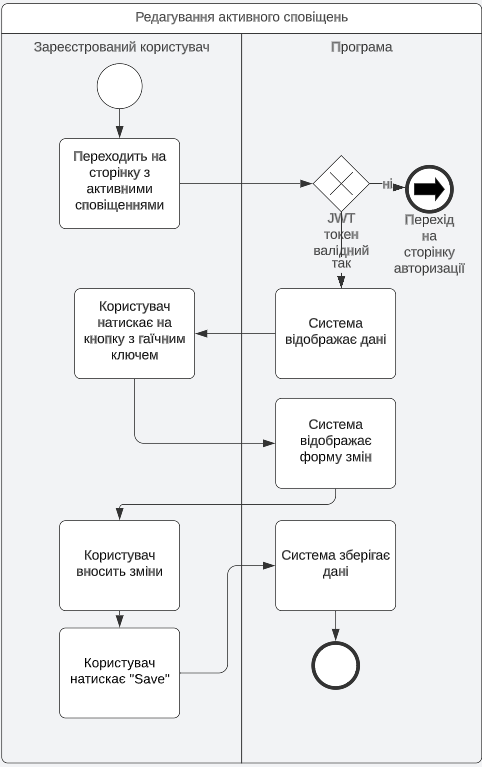 Редагування активного сповіщень
Зареєстрований користувач
Програма
Переходить на
сторінку з
активними
сповіщеннями
JWT
токен
валідний
ні
так
Перехід
на
сторінку
авторизації
Система
відображає дані
Користувач
натискає на
кнопку з гаїчним
ключем
Система
відображає
форму змін
Користувач
вносить зміни
Користувач
натискає "Save"
Система зберігає
дані